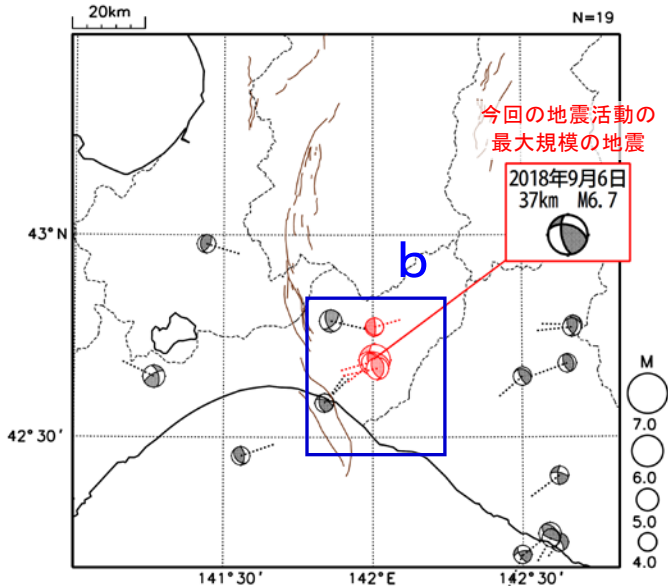 20km
N=19
今回の地震活動の
最大規模の地震
2018年9月6日
37km M6.7
43°N
b
M
7.0
6.0
5.0
4.0
42°30′
141°30′
142°E
142°30′